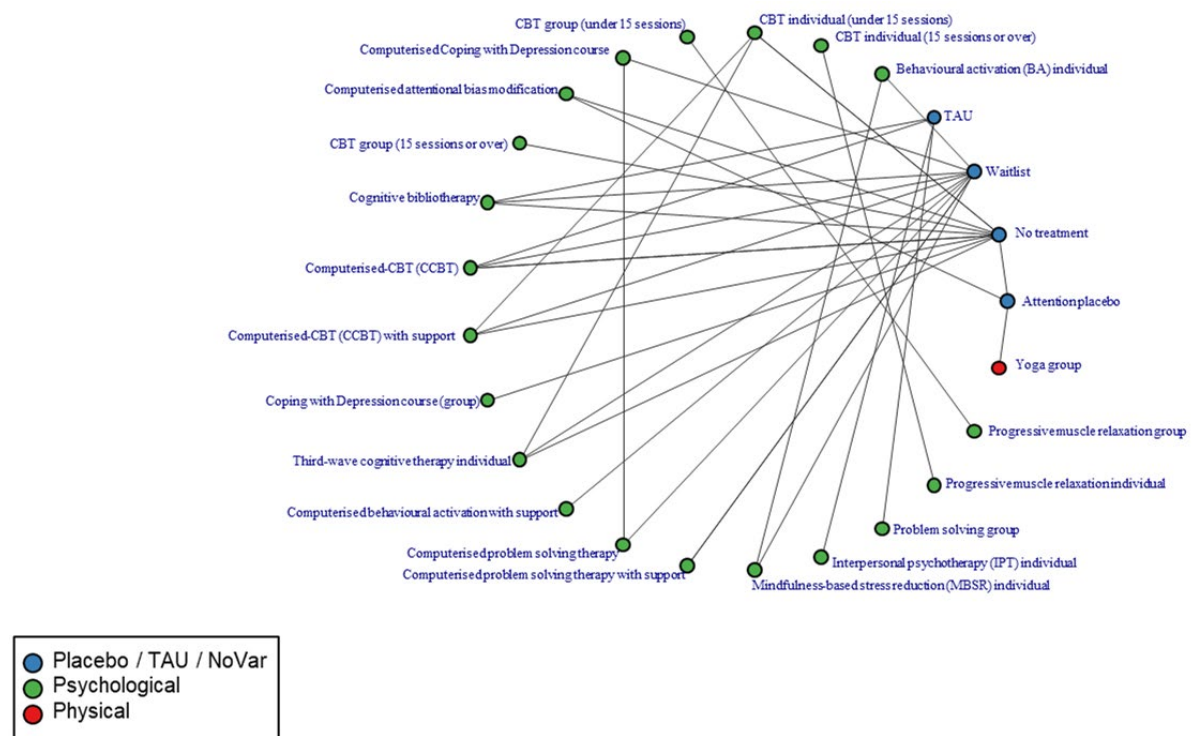 CBT individual (under 15 sessions)
CBT group (under 15 sessions)
CBT individual (15 sessions or over)
Computerised Coping with Depression course
Behavioural activation (BA) individual
Computerised attentional bias modification
TAU
CBT group (15 sessions or over)
Waitlist
Cognitive bibliotherapy
No treatment
Computerised-CBT (CCBT)
Attention placebo
Computerised-CBT (CCBT) with support
Yoga group
Coping with Depression course (group)
Progressive muscle relaxation group
Third-wave cognitive therapy individual
Progressive muscle relaxation individual
Computerised behavioural activation with support
Problem solving group
Computerised problem solving therapy
Interpersonal psychotherapy (IPT) individual
Computerised problem solving therapy with support
Mindfulness-based stress reduction (MBSR) individual
Placebo / TAU / NoVar
Psychological
Physical